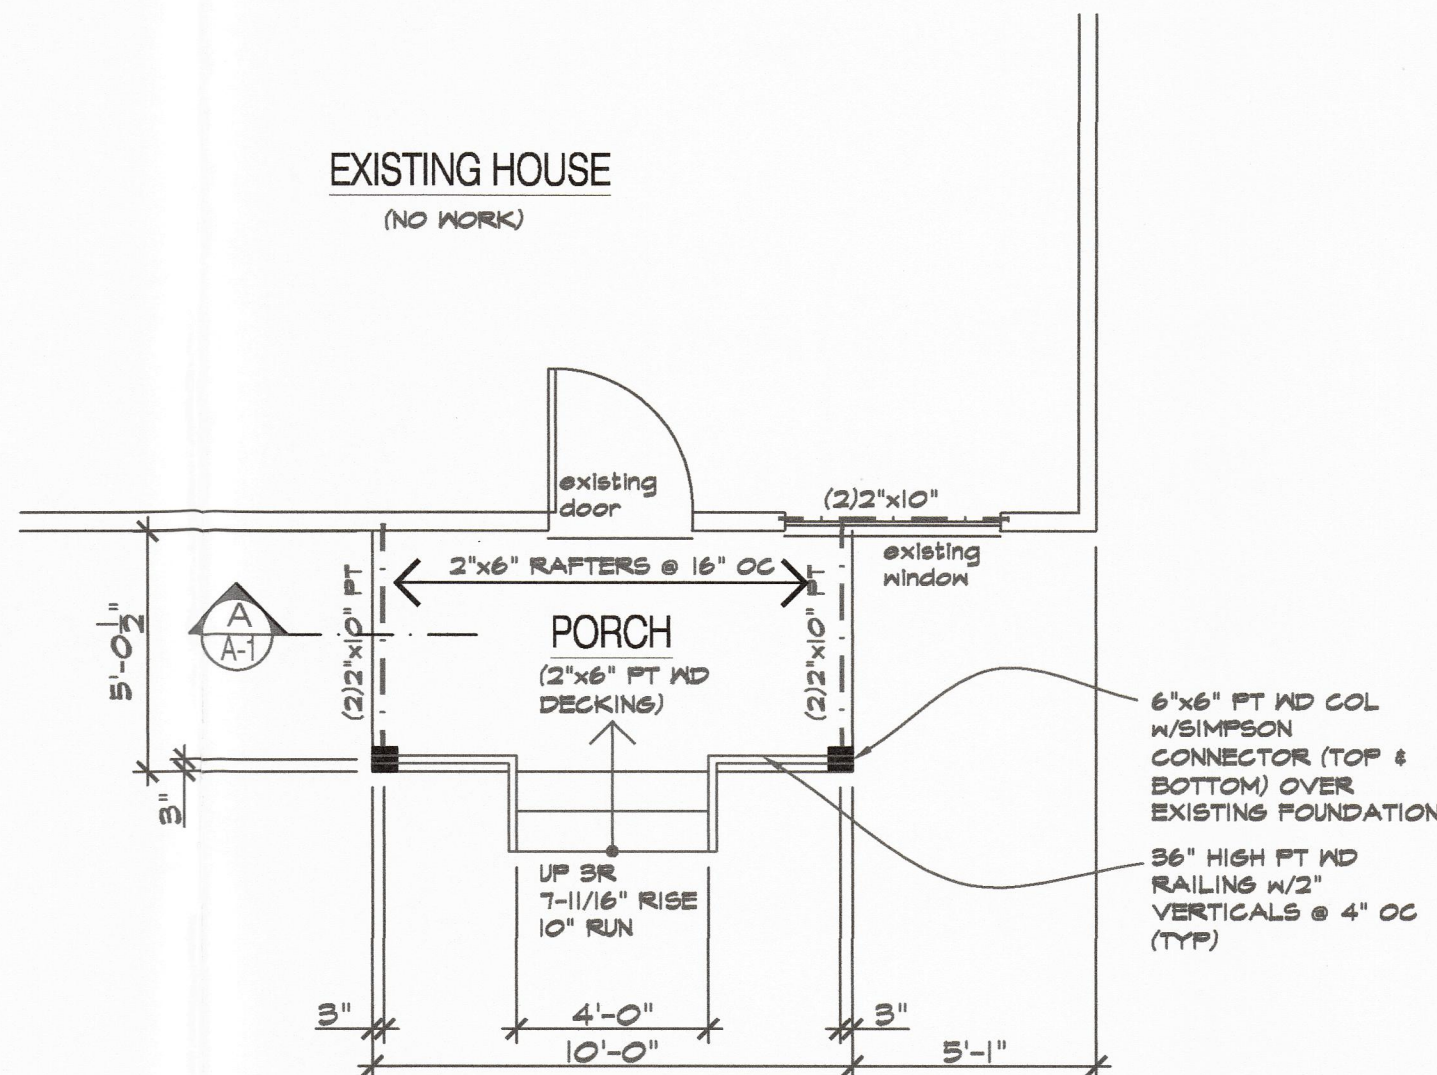 EXISTING HOUSE
(NO WORK)
existing
door
(2)2"x10"
existing
window
2"x6" RAFTERS @ 16" OC
(2)2"x10" PT
(2)2"x10" PT
PORCH
(2"x6" PT WD
DECKING)
A
A-1
5'-0 1/2"
3"
6"x6" PT WD COL
W/SIMPSON
CONNECTOR (TOP &
BOTTOM) OVER
EXISTING FOUNDATION
36" HIGH PT WD
RAILING W/2"
VERTICALS @ 4" OC
(TYP)
UP 3R
7-11/16" RISE
10" RUN
3"
4'-0"
3"
10'-0"
5'-1"